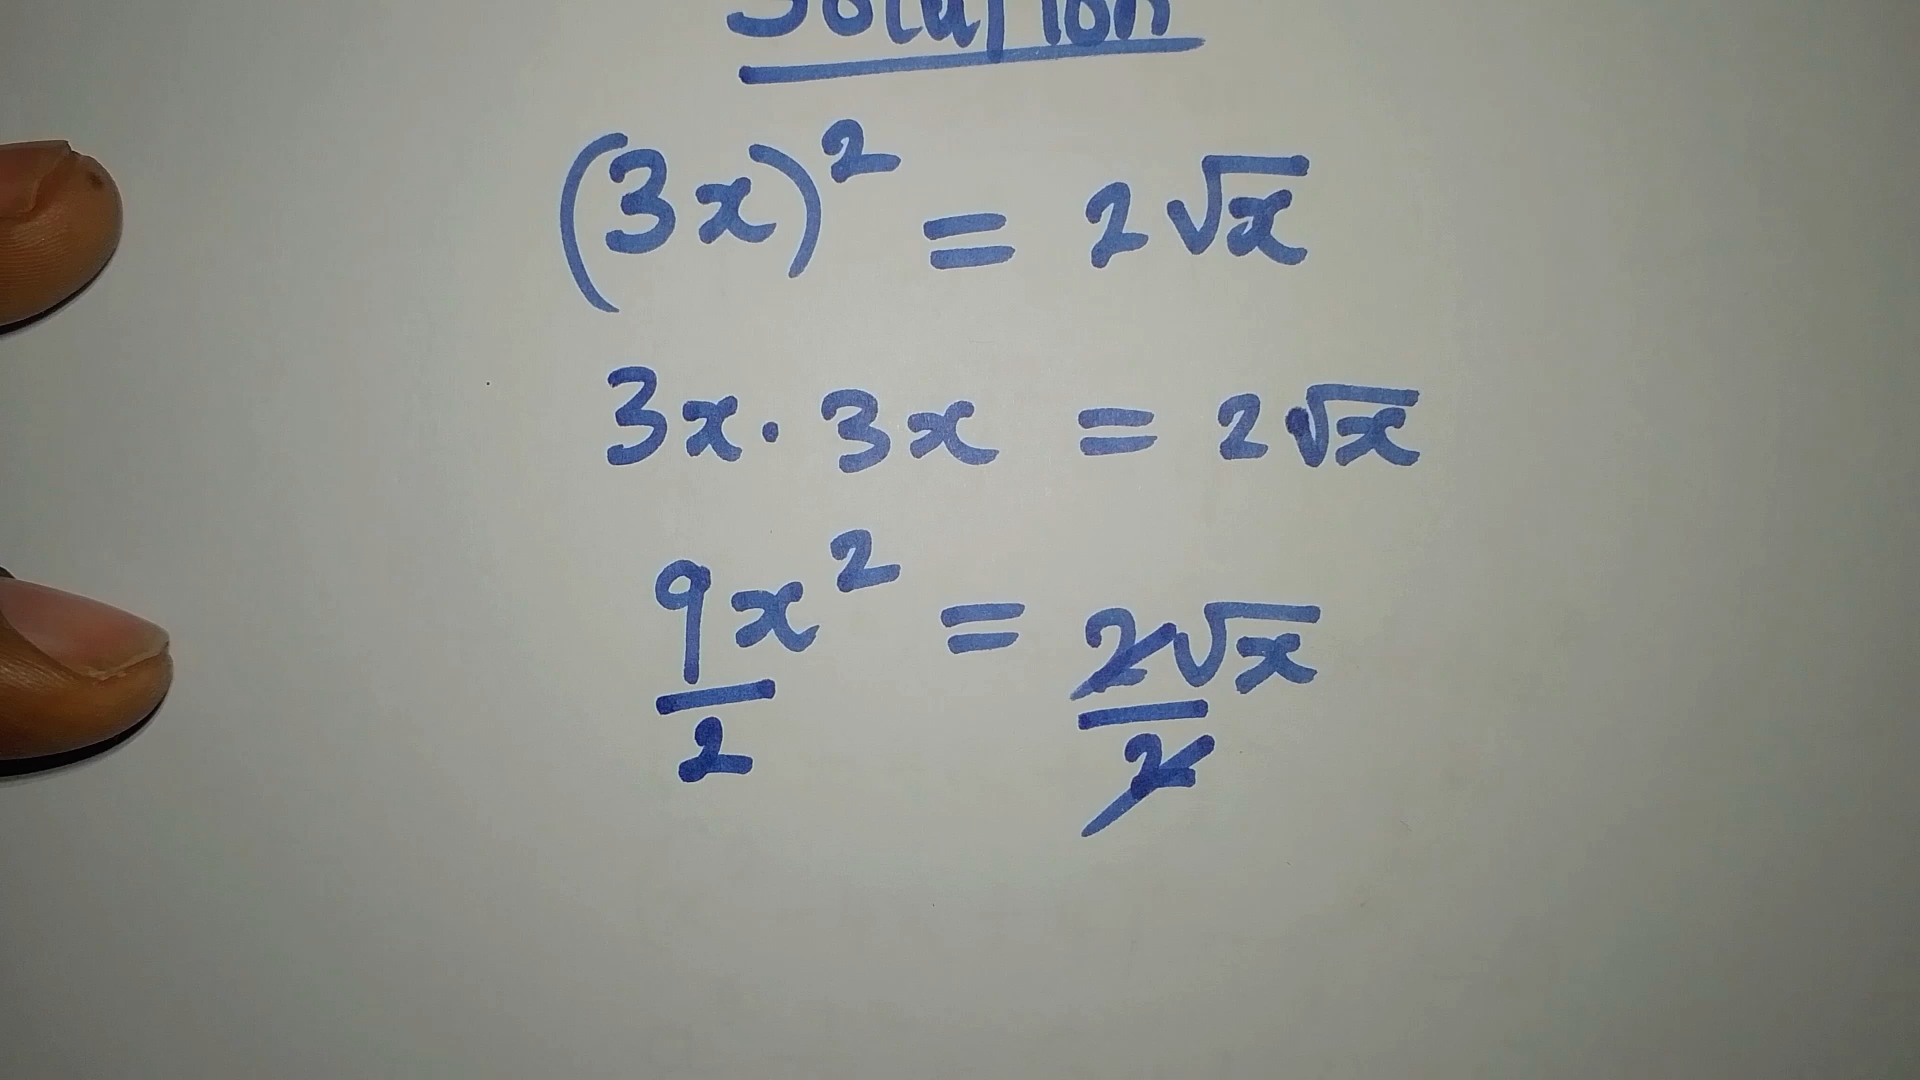 Solution
(3x)² = 2√x
3x · 3x = 2√x
9x²/2 = 2√x/2